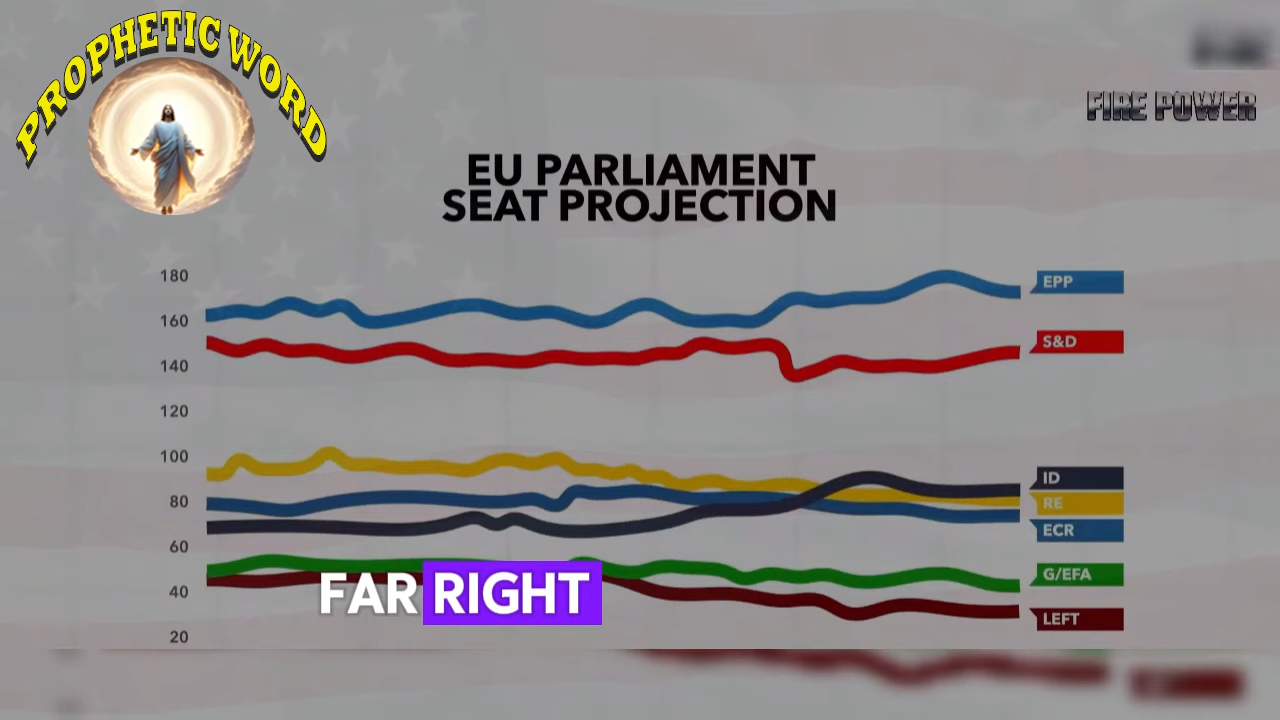 PROPHETIC WORD
FIRE POWER
EU PARLIAMENT
SEAT PROJECTION
180
160
140
120
100
80
60
40
20
EPP
S&D
ID
RE
ECR
G/EFA
LEFT
FAR RIGHT